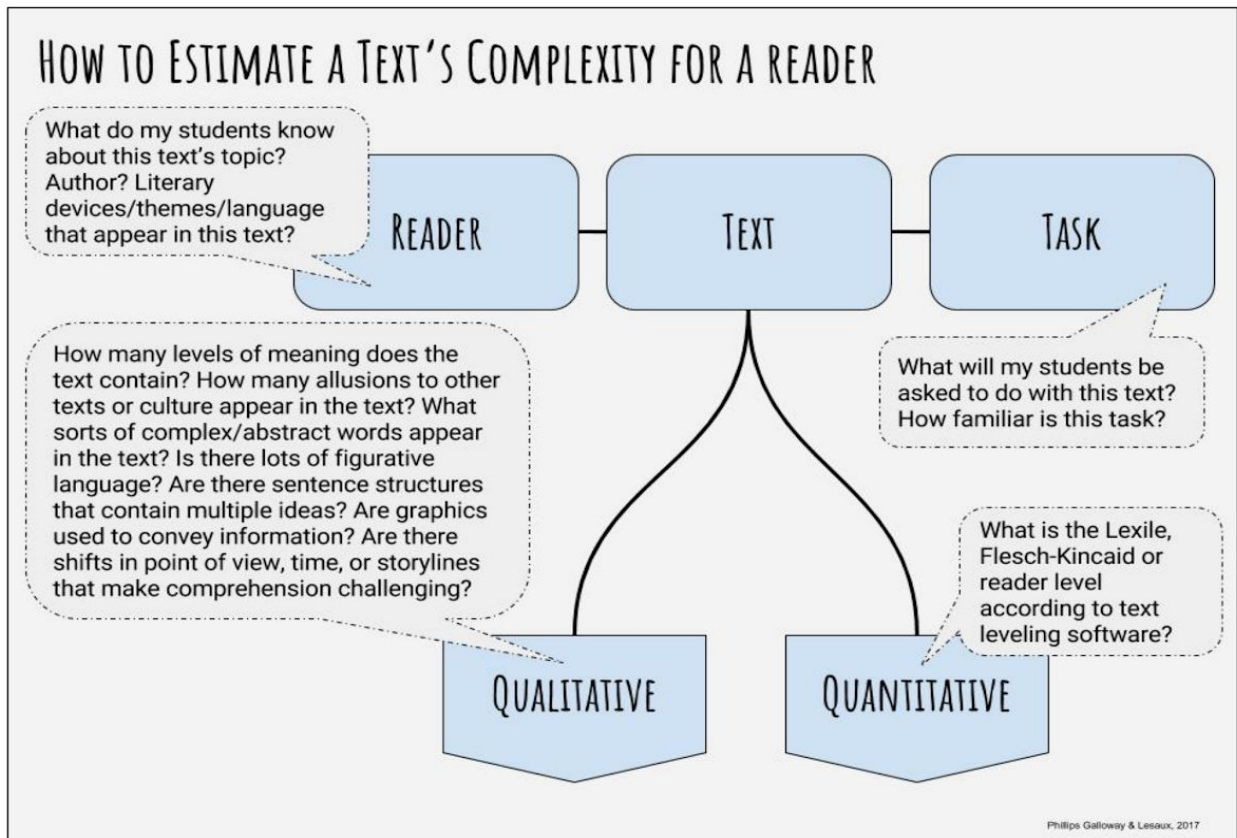 HOW TO ESTIMATE A TEXT'S COMPLEXITY FOR A READER
What do my students know
about this text's topic?
Author? Literary
devices/themes/language
that appear in this text?
READER
TEXT
TASK
How many levels of meaning does the
text contain? How many allusions to other
texts or culture appear in the text? What
sorts of complex/abstract words appear
in the text? Is there lots of figurative
language? Are there sentence structures
that contain multiple ideas? Are graphics
used to convey information? Are there
shifts in point of view, time, or storylines
that make comprehension challenging?
What will my students be
asked to do with this text?
How familiar is this task?
What is the Lexile,
Flesch-Kincaid or
reader level
according to text
leveling software?
QUALITATIVE
QUANTITATIVE
Phillips Galloway & Lesaux, 2017